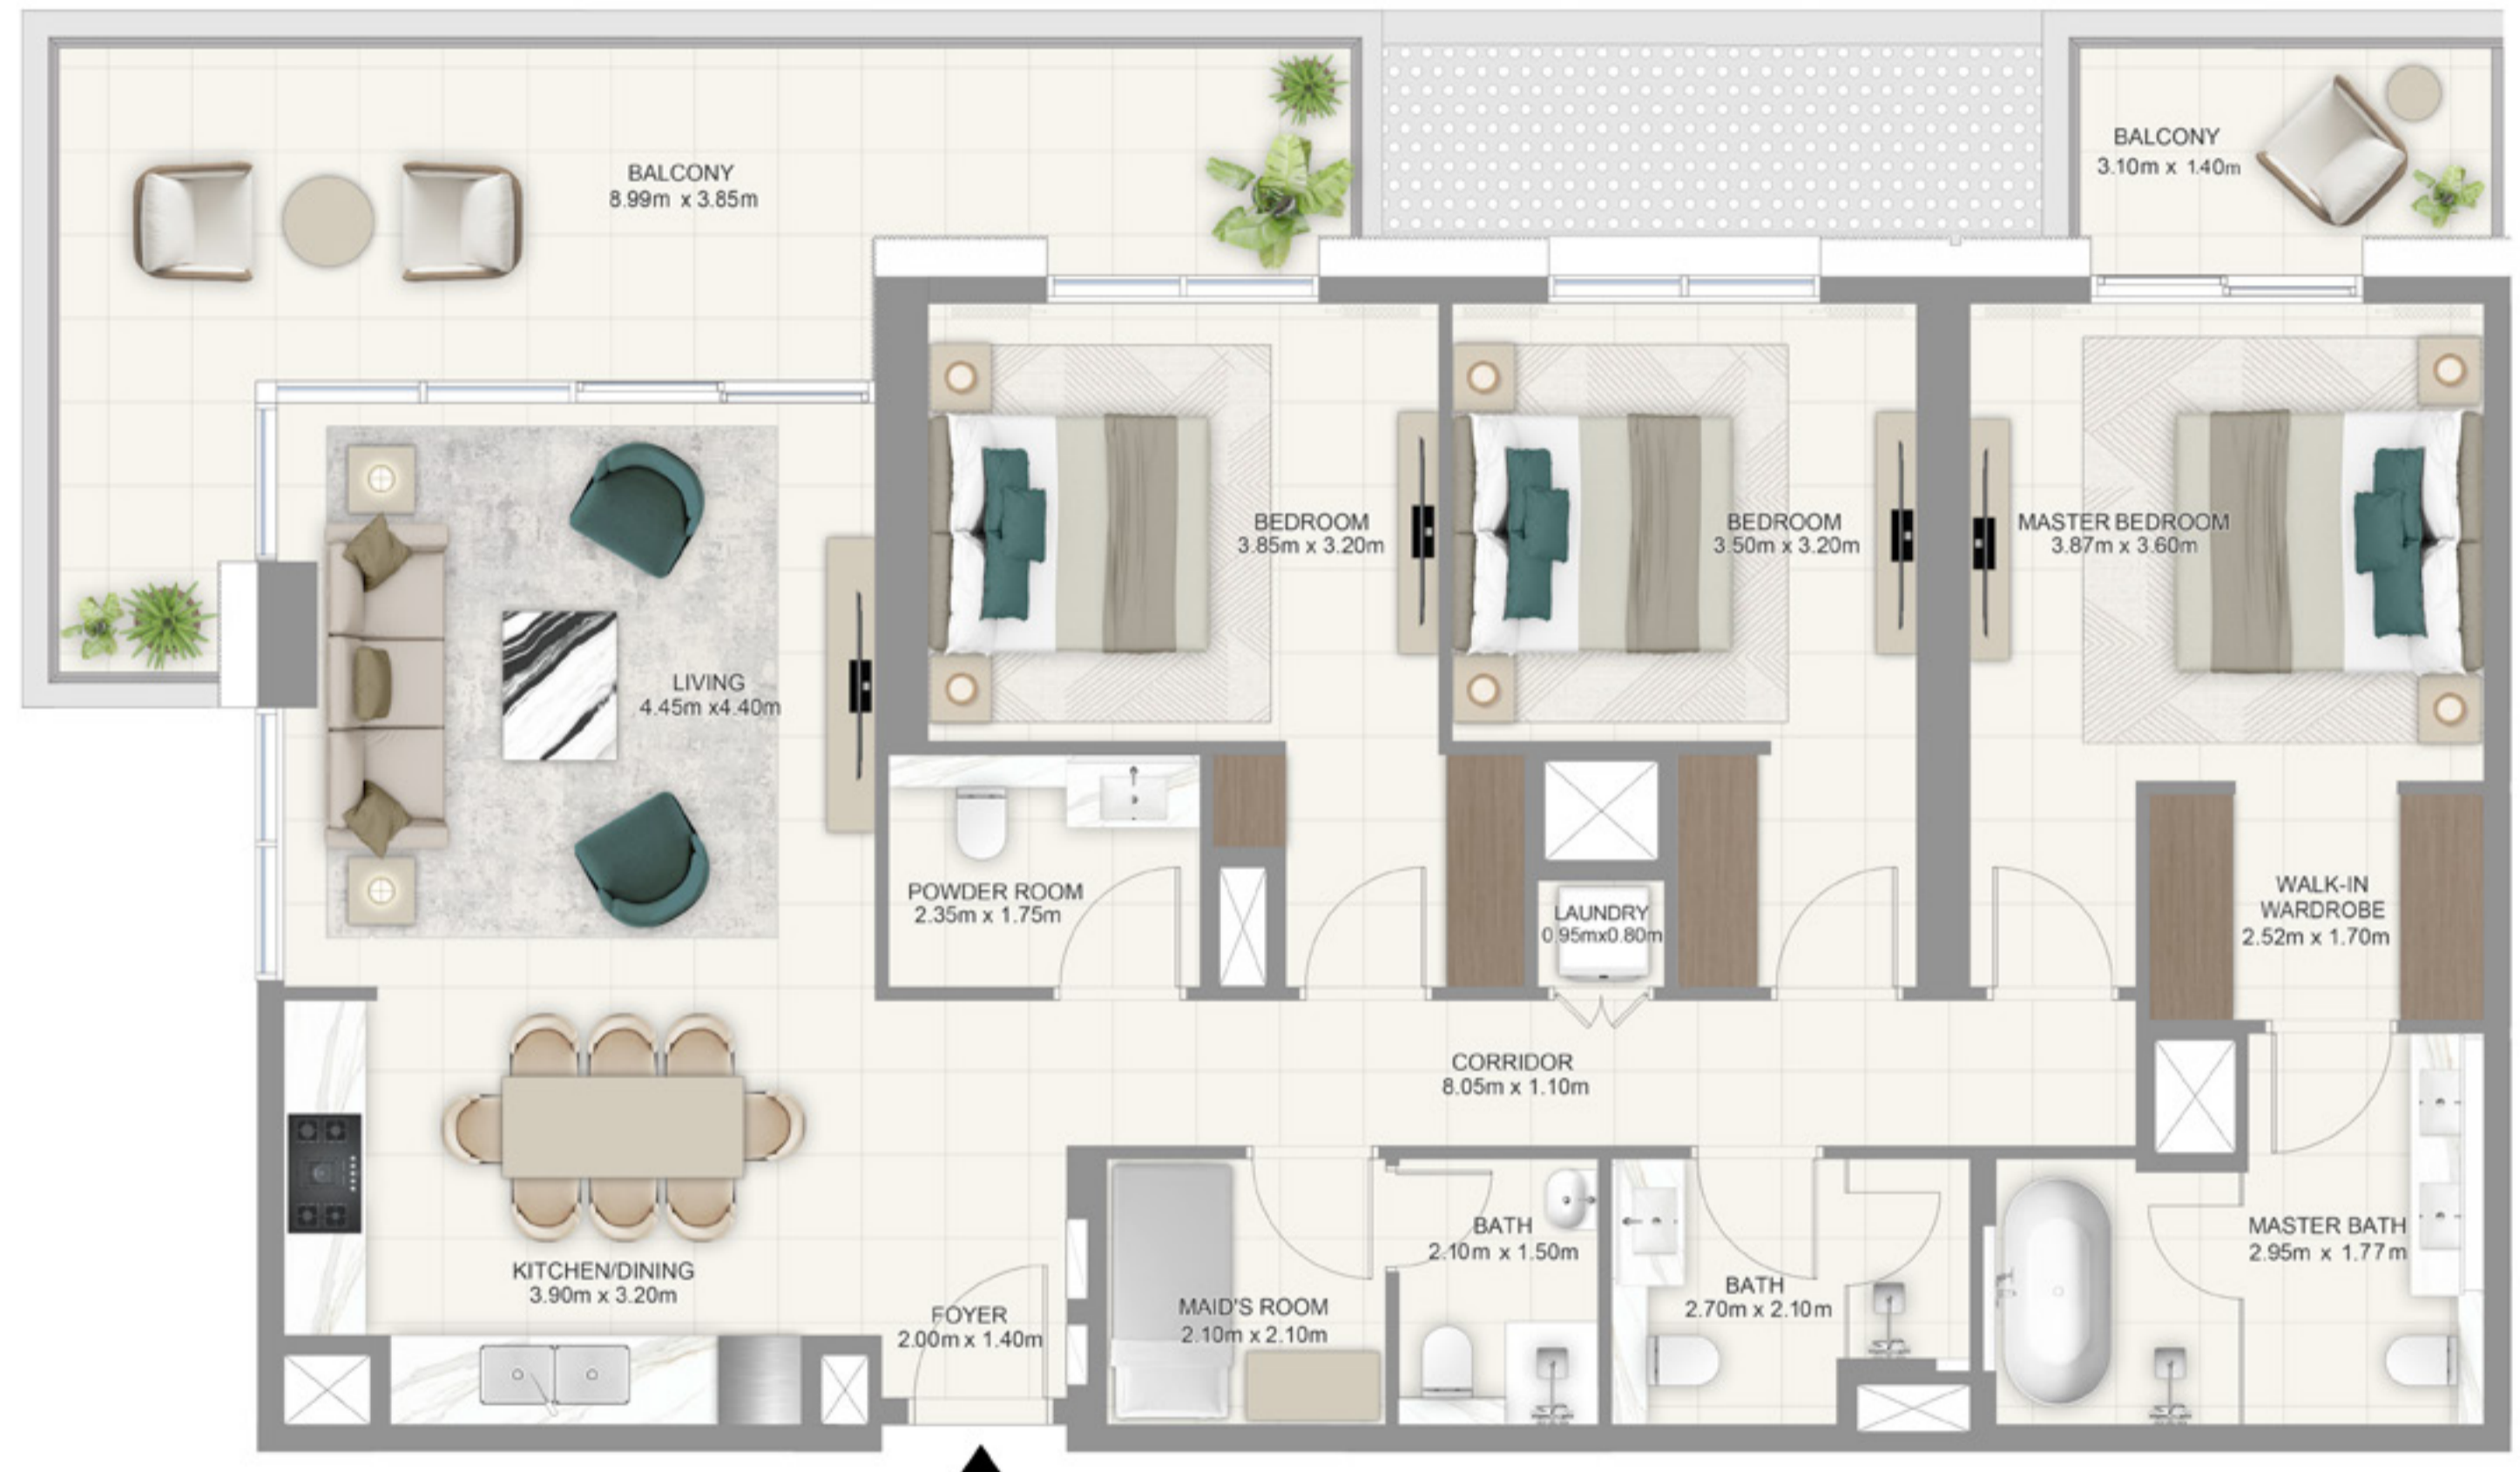 BALCONY
8.99m x 3.85m
BALCONY
3.10m x 1.40m
BEDROOM
3.85m x 3.20m
BEDROOM
3.50m x 3.20m
MASTER BEDROOM
3.87m x 3.60m
LIVING
4.45m x4.40m
POWDER ROOM
2.35m x 1.75m
LAUNDRY
0.95mx0.80m
WALK-IN
WARDROBE
2.52m x 1.70m
CORRIDOR
8.05m x 1.10m
KITCHEN/DINING
3.90m x 3.20m
FOYER
2.00m x 1.40m
MAID'S ROOM
2.10m x 2.10m
BATH
2.10m x 1.50m
BATH
2.70m x 2.10m
MASTER BATH
2.95m x 1.77m